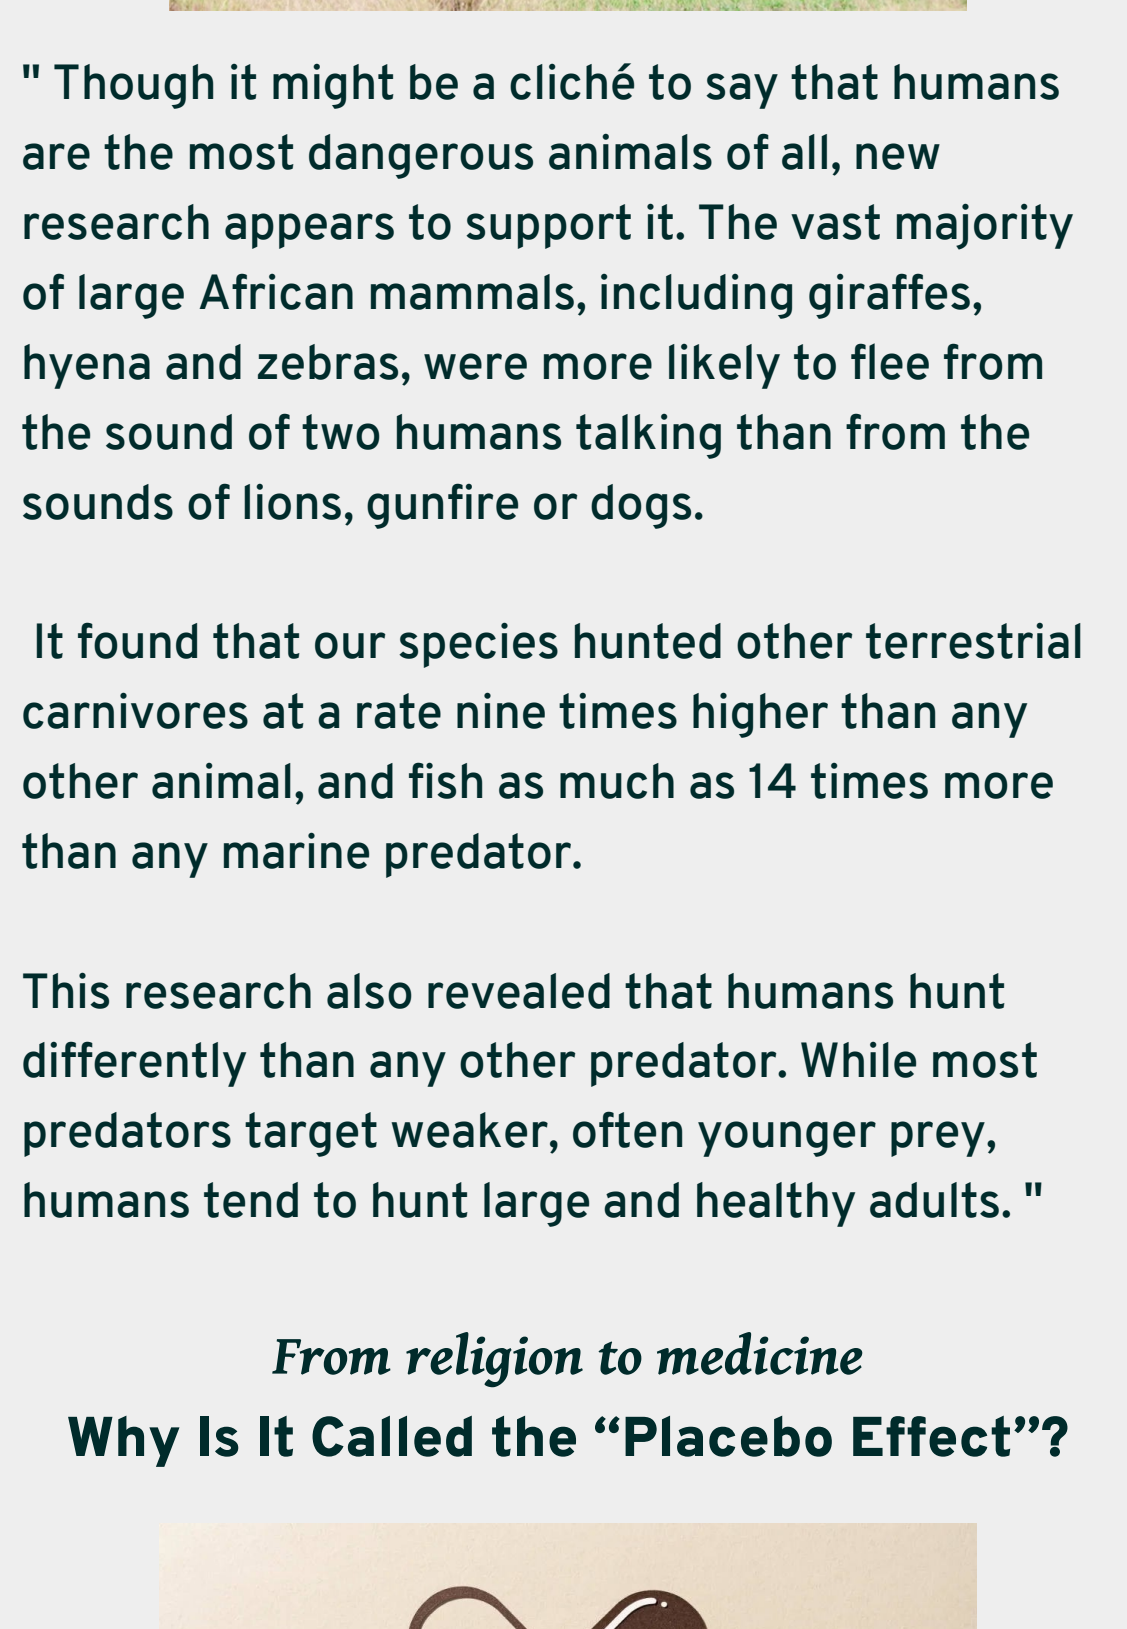 " Though it might be a cliché to say that humans
are the most dangerous animals of all, new
research appears to support it. The vast majority
of large African mammals, including giraffes,
hyena and zebras, were more likely to flee from
the sound of two humans talking than from the
sounds of lions, gunfire or dogs.
It found that our species hunted other terrestrial
carnivores at a rate nine times higher than any
other animal, and fish as much as 14 times more
than any marine predator.
This research also revealed that humans hunt
differently than any other predator. While most
predators target weaker, often younger prey,
humans tend to hunt large and healthy adults. "
From religion to medicine
Why Is It Called the “Placebo Effect”?